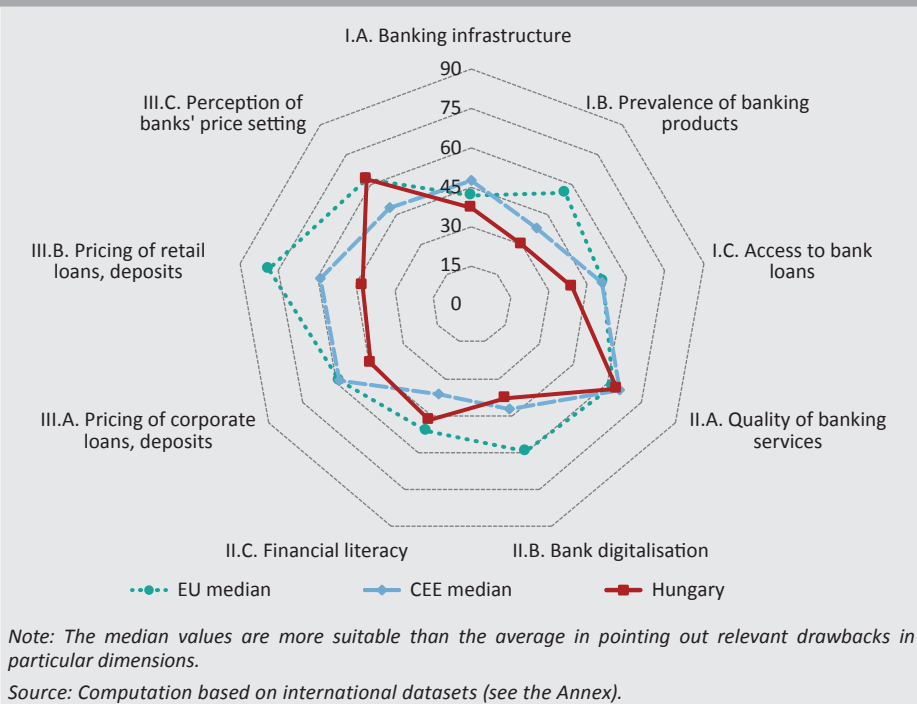 I.A. Banking infrastructure
90
75
60
45
30
15
0
I.B. Prevalence of banking
products
I.C. Access to bank
loans
II.A. Quality of banking
services
II.B. Bank digitalisation
II.C. Financial literacy
III.A. Pricing of corporate
loans, deposits
III.B. Pricing of retail
loans, deposits
III.C. Perception of
banks' price setting
EU median
CEE median
Hungary
Note: The median values are more suitable than the average in pointing out relevant drawbacks in
particular dimensions.
Source: Computation based on international datasets (see the Annex).